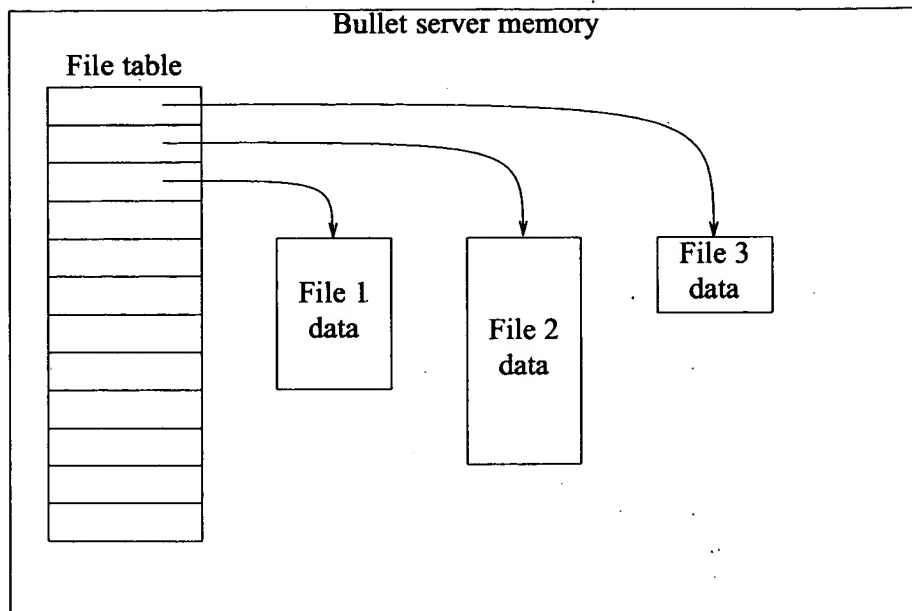 Bullet server memory
File table
File 1
data
File 2
data
File 3
data